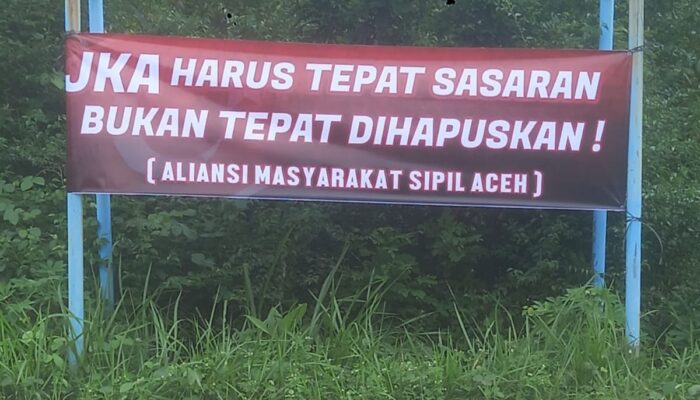 JKA HARUS TEPAT SASARAN
BUKAN TEPAT DIHAPUSKAN !
( ALIANSI MASYARAKAT SIPIL ACEH )